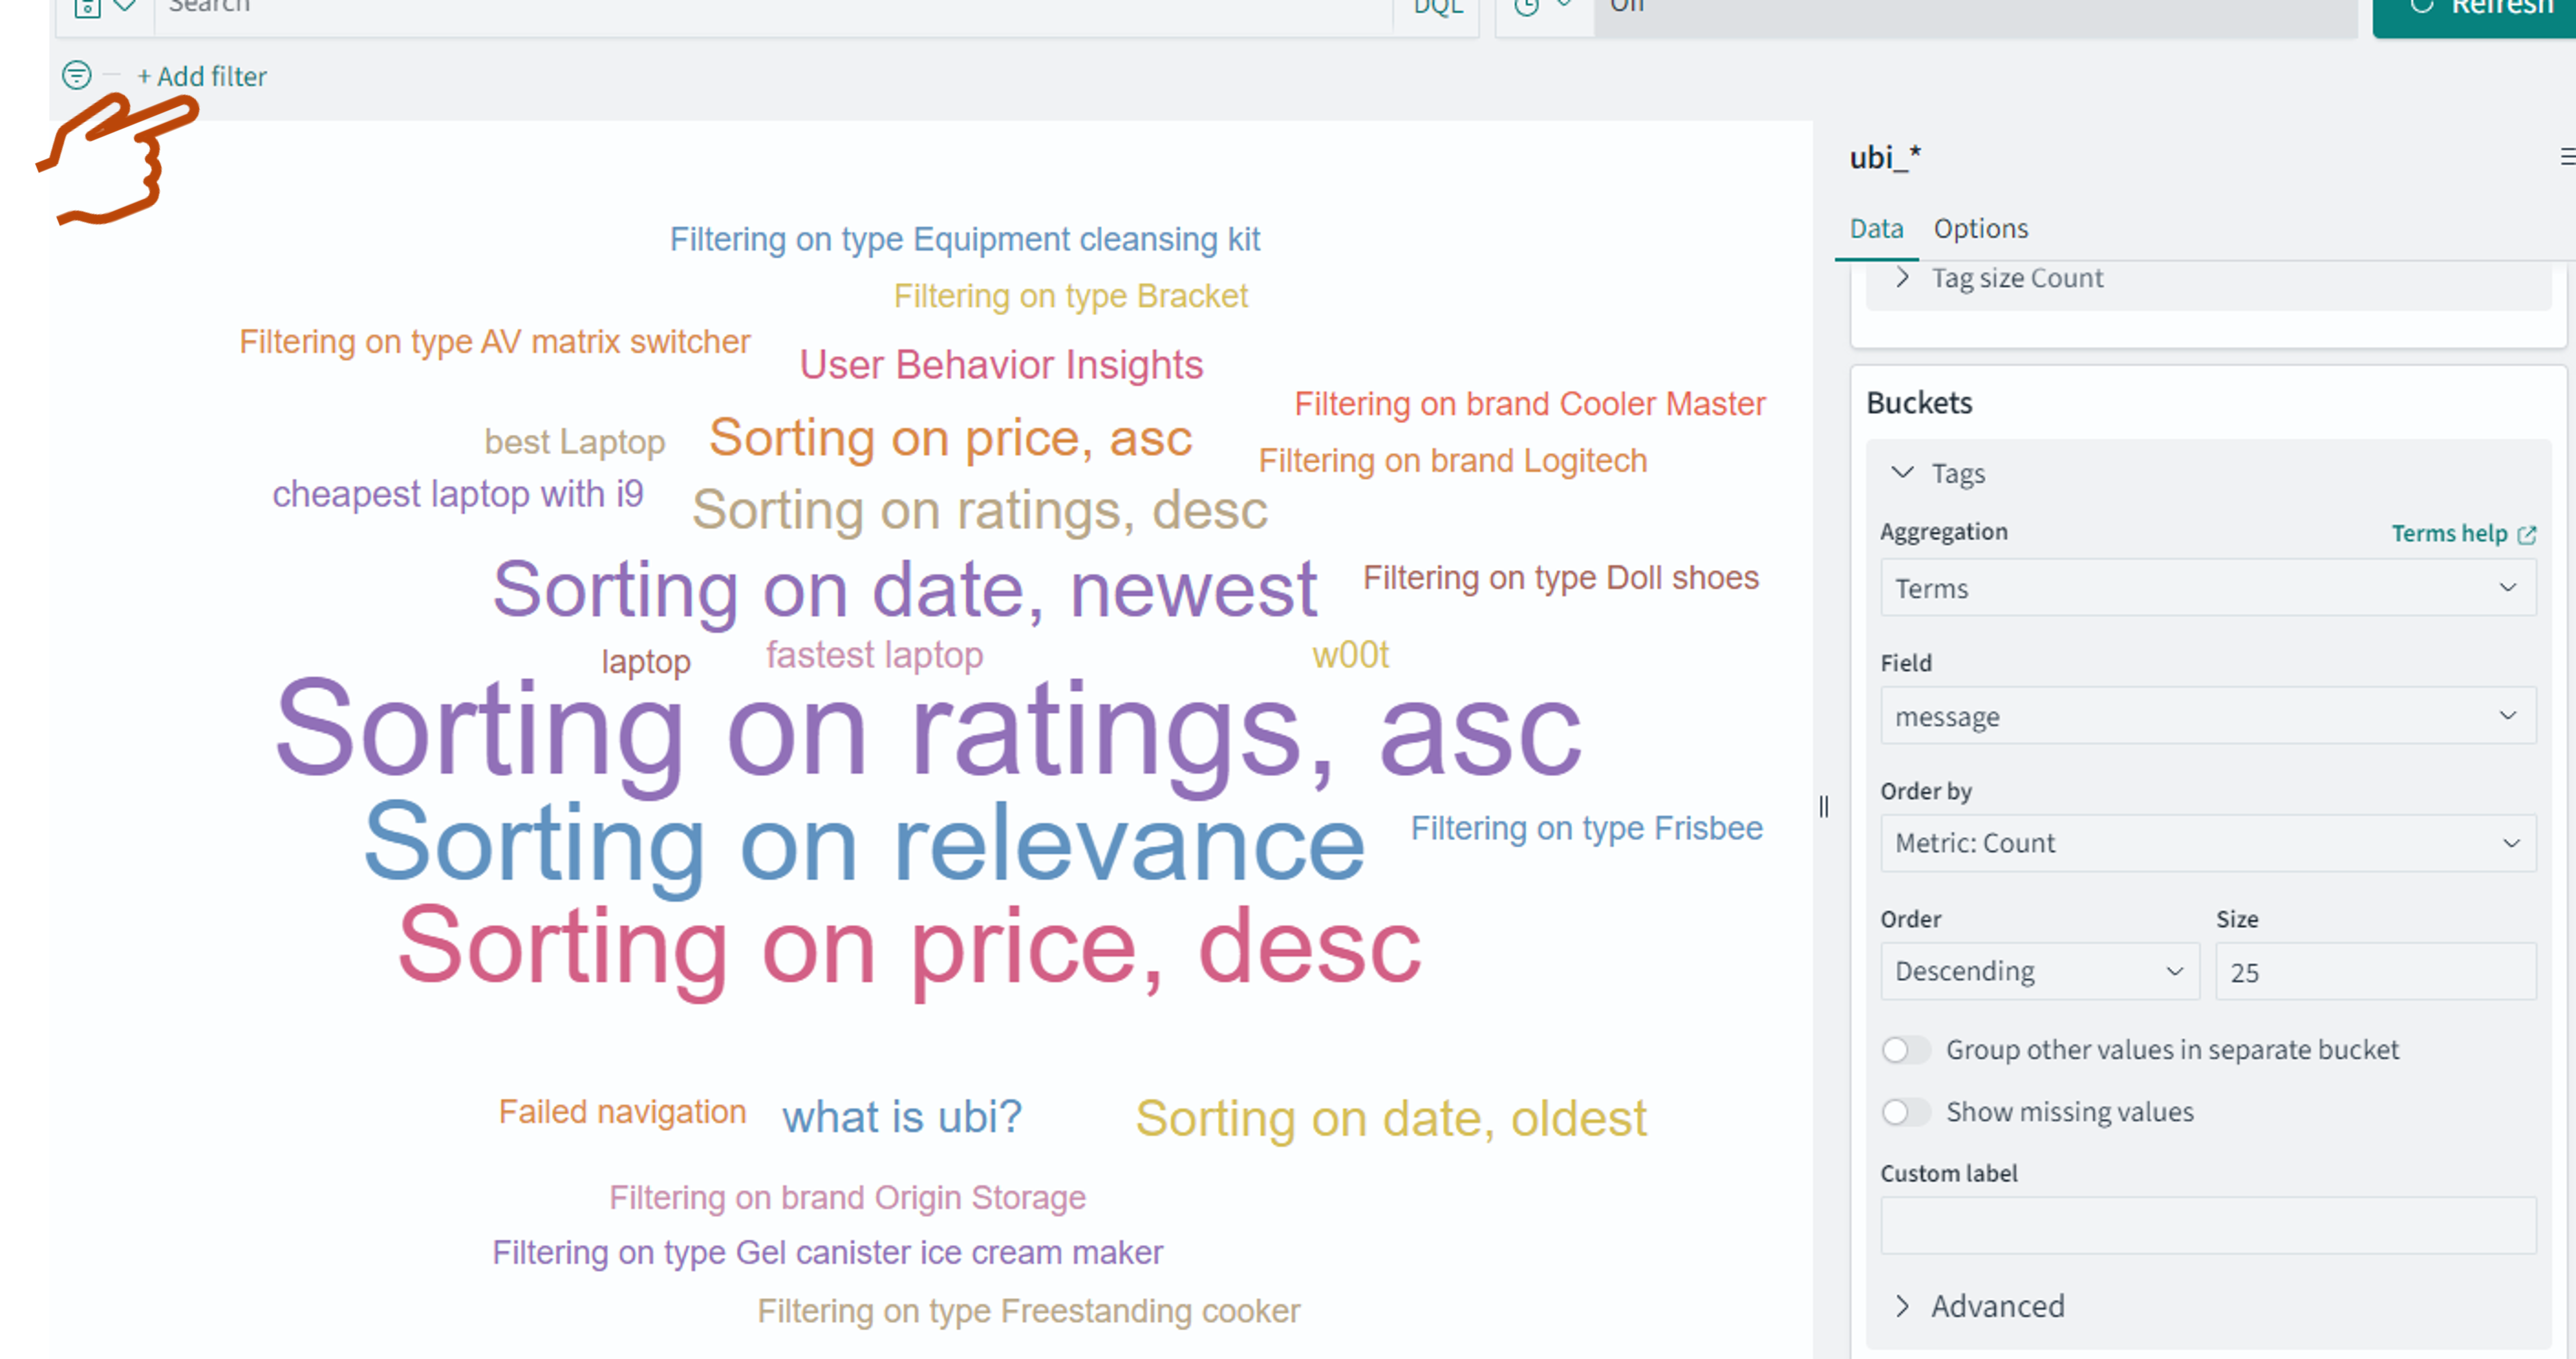 Search
DQL
Off
Refresh
+ Add filter
ubi_*
Data Options
Tag size Count
Buckets
Tags
Aggregation
Terms help
Terms
Field
message
Order by
Metric: Count
Order Size
Descending 25
Group other values in separate bucket
Show missing values
Custom label
Advanced
Filtering on type Equipment cleansing kit
Filtering on type Bracket
Filtering on type AV matrix switcher
User Behavior Insights
Filtering on brand Cooler Master
best Laptop
Sorting on price, asc
Filtering on brand Logitech
cheapest laptop with i9
Sorting on ratings, desc
Sorting on date, newest
Filtering on type Doll shoes
laptop
fastest laptop
w00t
Sorting on ratings, asc
Sorting on relevance
Filtering on type Frisbee
Sorting on price, desc
Failed navigation
what is ubi?
Sorting on date, oldest
Filtering on brand Origin Storage
Filtering on type Gel canister ice cream maker
Filtering on type Freestanding cooker